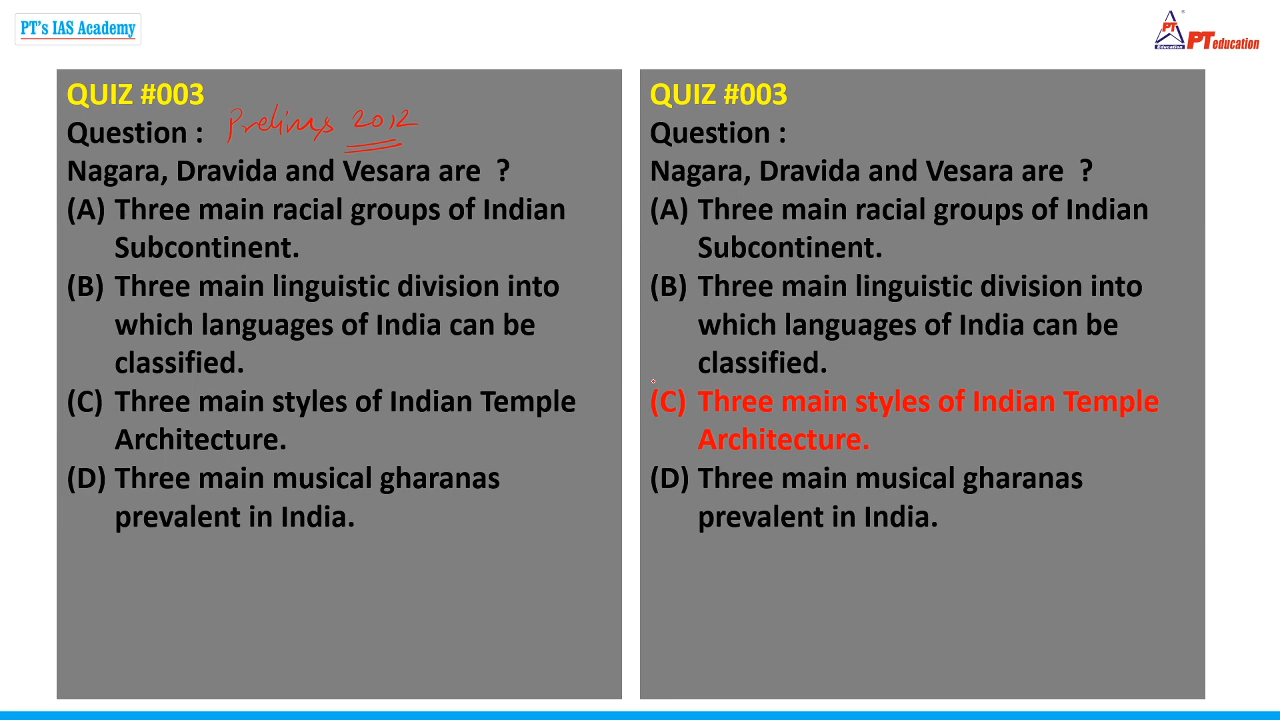 PT's IAS Academy
PT
Education
PT education
QUIZ #003
Question : Prelims 2012
Nagara, Dravida and Vesara are ?
(A) Three main racial groups of Indian
Subcontinent.
(B) Three main linguistic division into
which languages of India can be
classified.
(C) Three main styles of Indian Temple
Architecture.
(D) Three main musical gharanas
prevalent in India.
QUIZ #003
Question :
Nagara, Dravida and Vesara are ?
(A) Three main racial groups of Indian
Subcontinent.
(B) Three main linguistic division into
which languages of India can be
classified.
(C) Three main styles of Indian Temple
Architecture.
(D) Three main musical gharanas
prevalent in India.